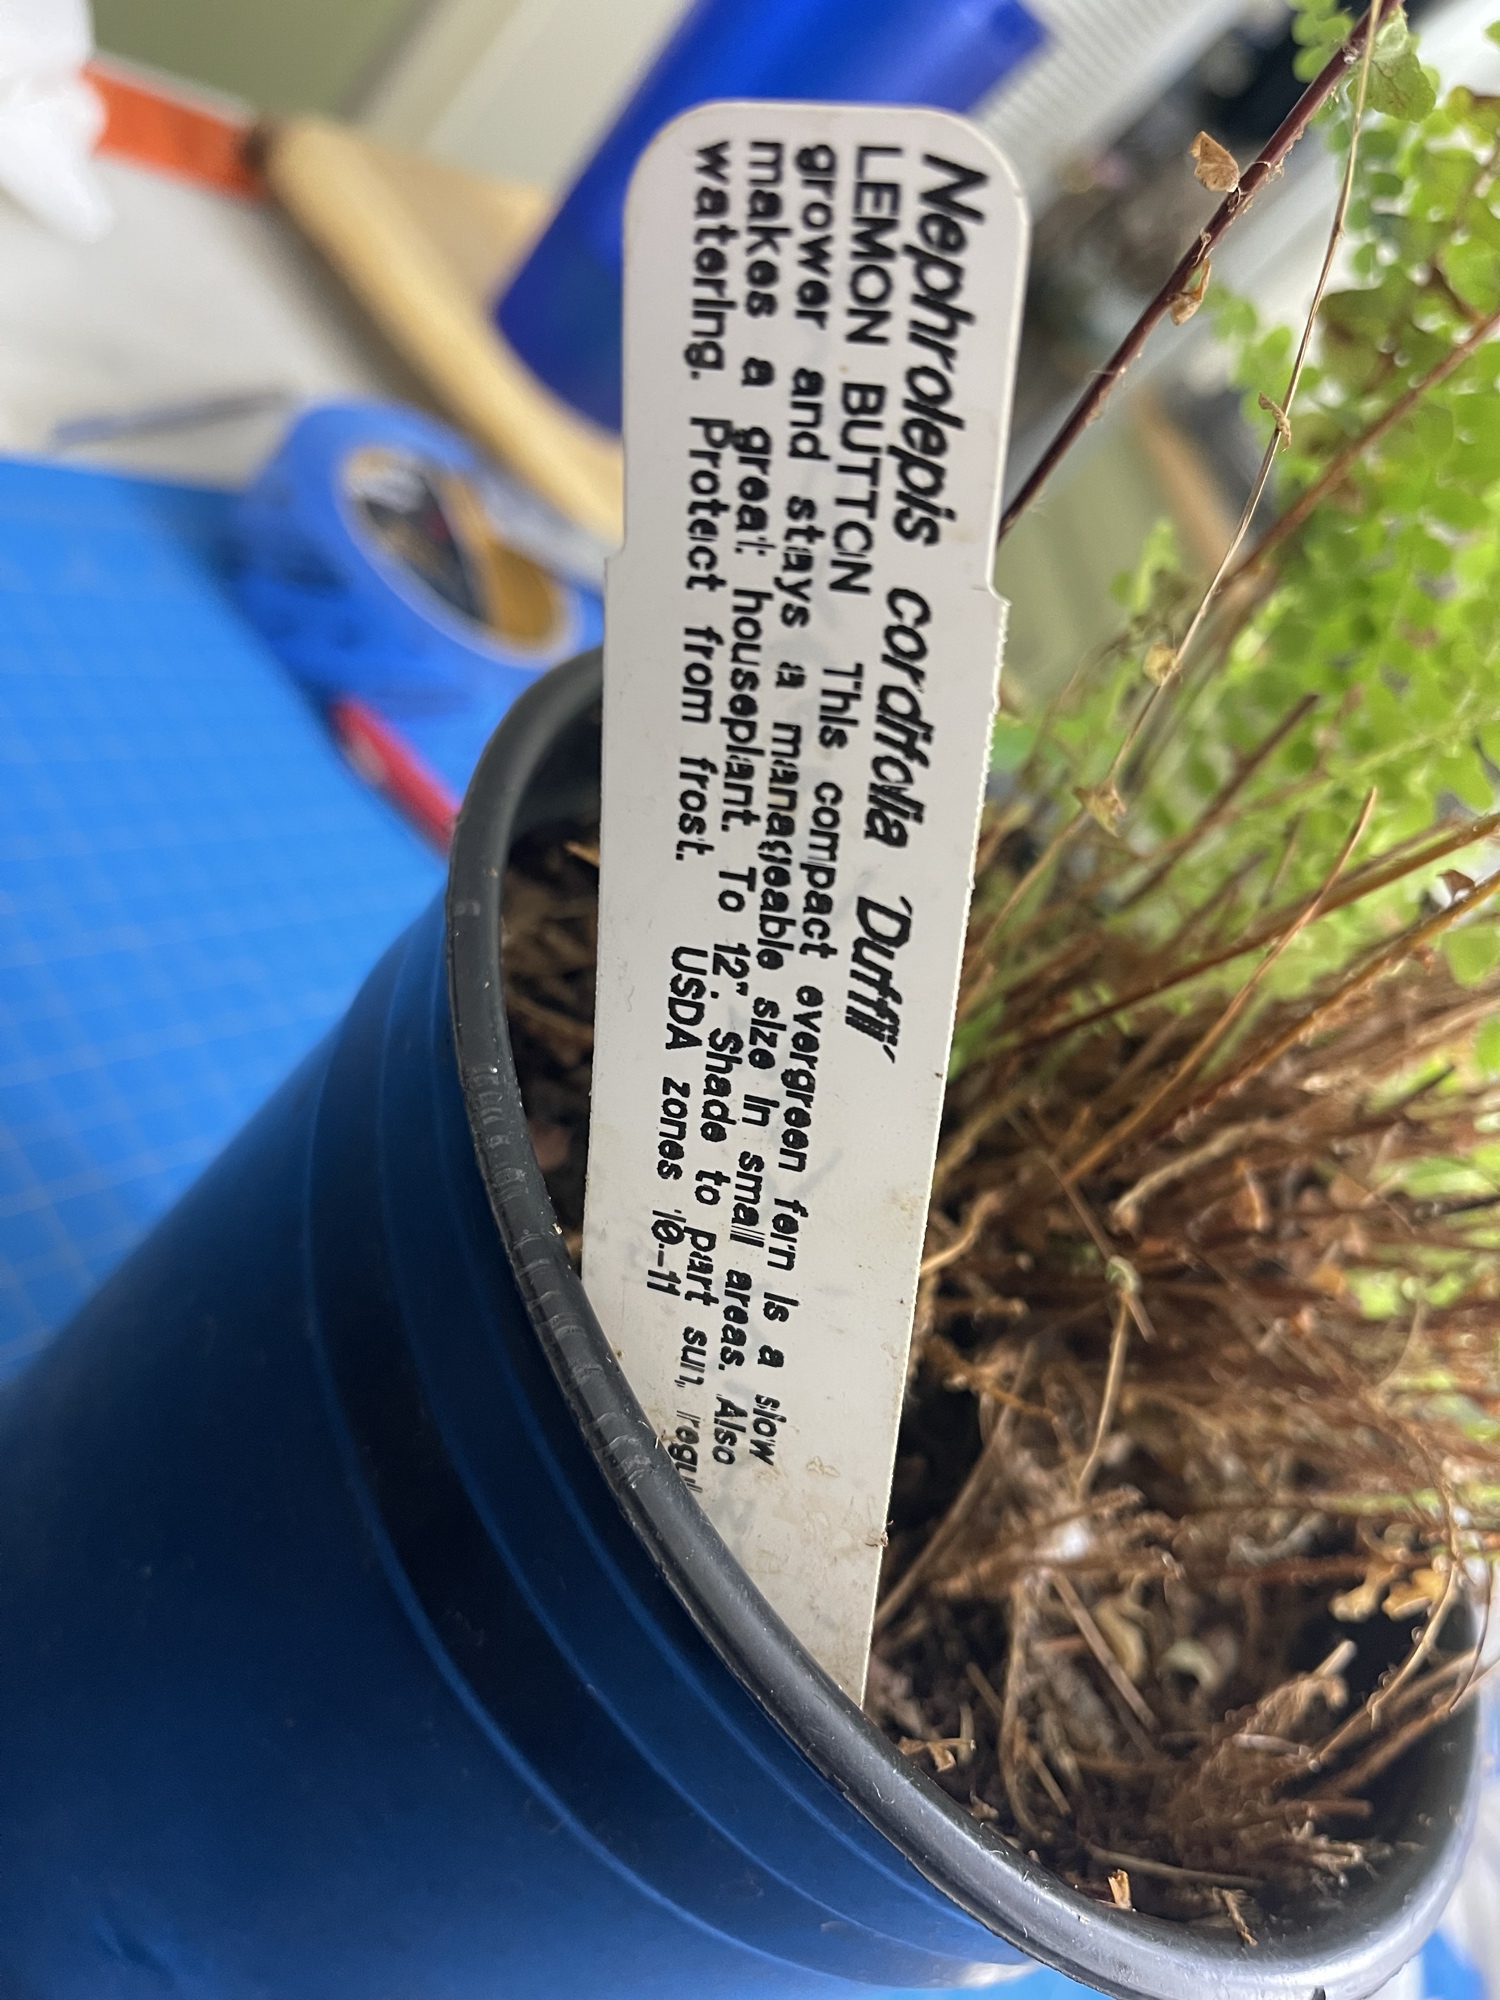 Nephrolepis cordifolia 'Duffii'
LEMON BUTTON This compact evergreen fern is a slow
grower and stays a manageable size in small areas. Also
makes a great houseplant. To 12". Shade to part sun,
watering. Protect from frost. USDA zones 10-11